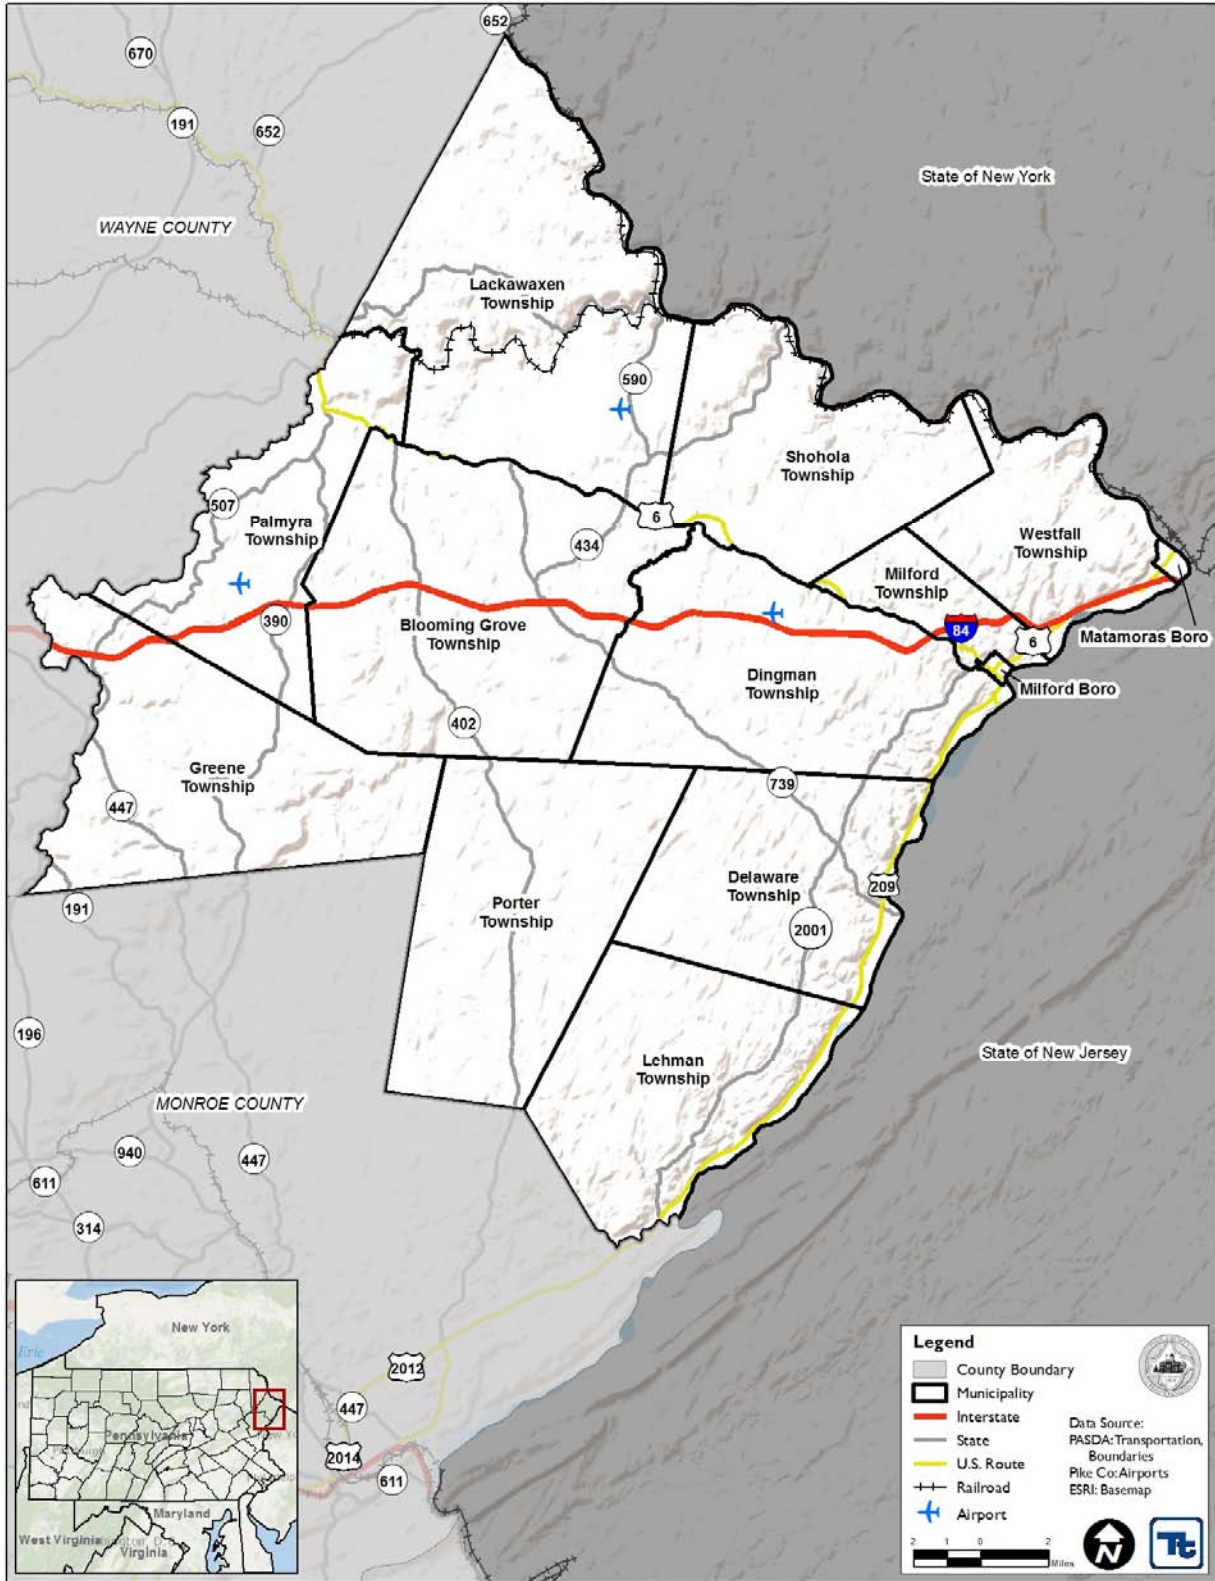 652
670
191
652
State of New York
WAYNE COUNTY
Lackawaxen
Township
590
Shohola
Township
507
Palmyra
Township
6
434
Westfall
Township
Milford
Township
390
Blooming Grove
Township
84
6
Matamoras Boro
Dingman
Township
Milford Boro
402
Greene
Township
739
447
Delaware
Township
209
191
Porter
Township
2001
196
State of New Jersey
Lehman
Township
MONROE COUNTY
940
447
611
314
New York
Erie
Pennsylvania
Maryland
West Virginia
Virginia
2012
447
2014
611
Legend
County Boundary
Municipality
Interstate
State
U.S. Route
Railroad
Airport
Data Source:
PASDA: Transportation,
Boundaries
Pike Co: Airports
ESRI: Basemap
2 1 0 2
Miles
N
Tt